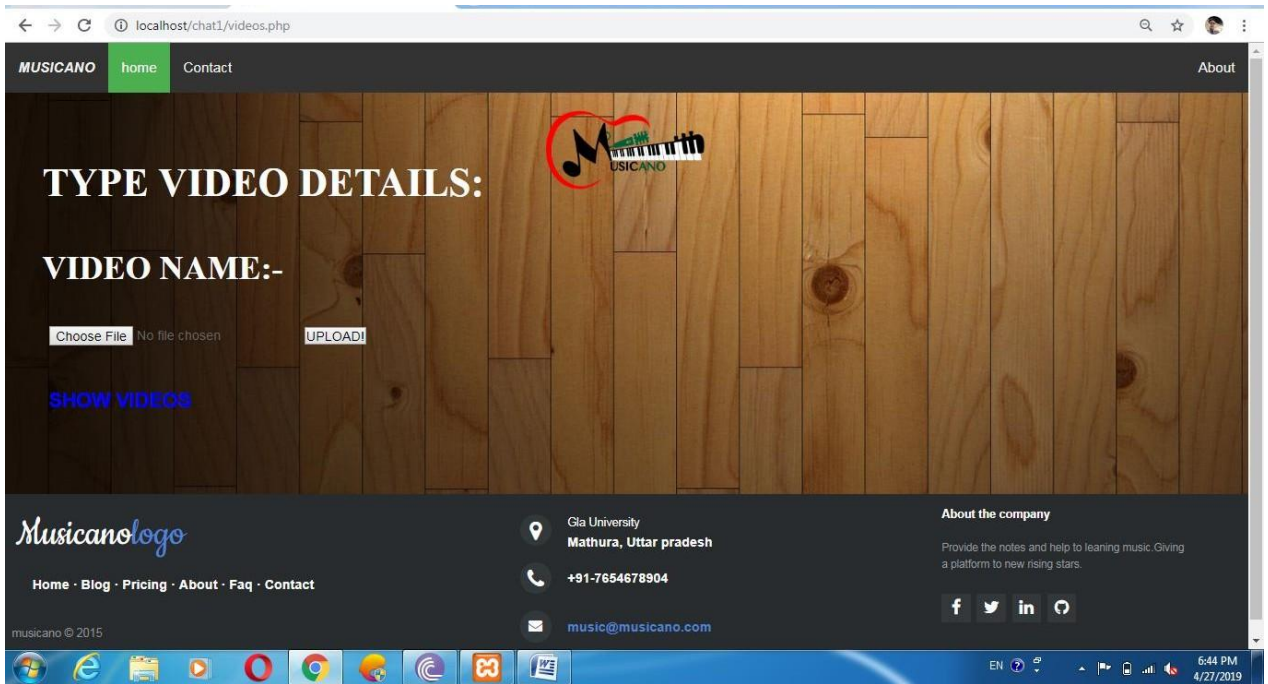 localhost/chat1/videos.php
MUSICANO home Contact About
MUSICANO
TYPE VIDEO DETAILS:
VIDEO NAME:-
Choose File No file chosen UPLOAD!
SHOW VIDEOS
Musicanologo
Home · Blog · Pricing · About · Faq · Contact
musicano © 2015
Gla University
Mathura, Uttar pradesh
+91-7654678904
music@musicano.com
About the company
Provide the notes and help to leaning music.Giving
a platform to new rising stars.
EN
6:44 PM
4/27/2019